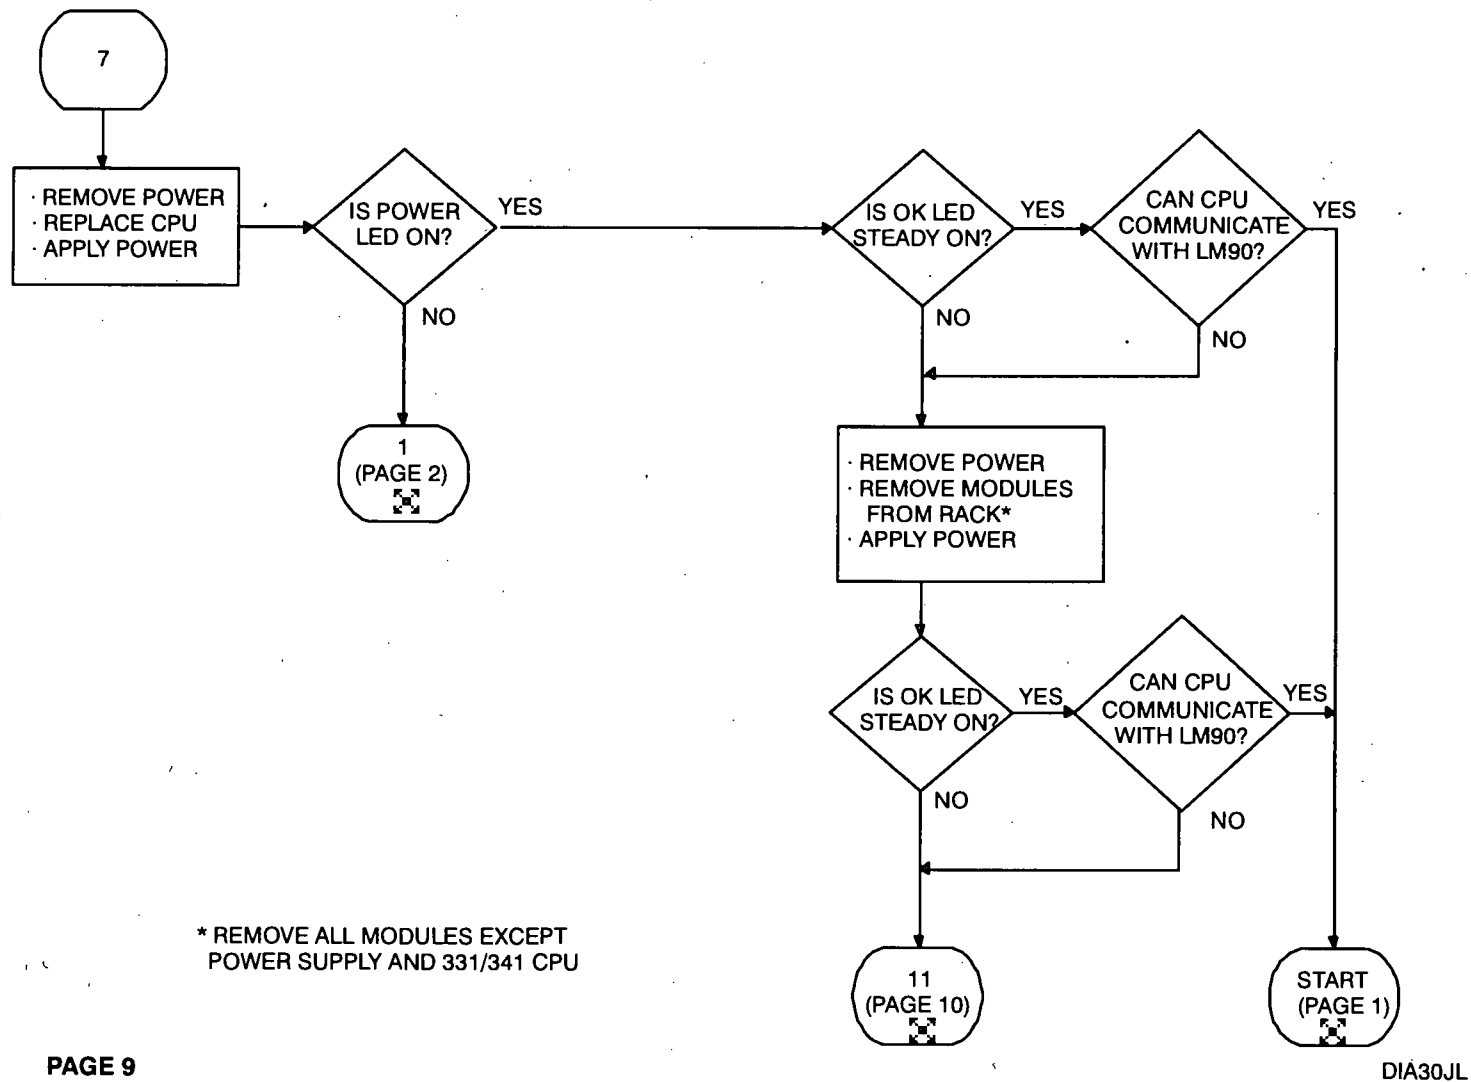 7
· REMOVE POWER
· REPLACE CPU
· APPLY POWER
IS POWER
LED ON?
YES
NO
1
(PAGE 2)
IS OK LED
STEADY ON?
YES
NO
CAN CPU
COMMUNICATE
WITH LM90?
YES
NO
· REMOVE POWER
· REMOVE MODULES
FROM RACK*
· APPLY POWER
IS OK LED
STEADY ON?
YES
NO
CAN CPU
COMMUNICATE
WITH LM90?
YES
NO
11
(PAGE 10)
START
(PAGE 1)
* REMOVE ALL MODULES EXCEPT
POWER SUPPLY AND 331/341 CPU
PAGE 9
DIA30JL